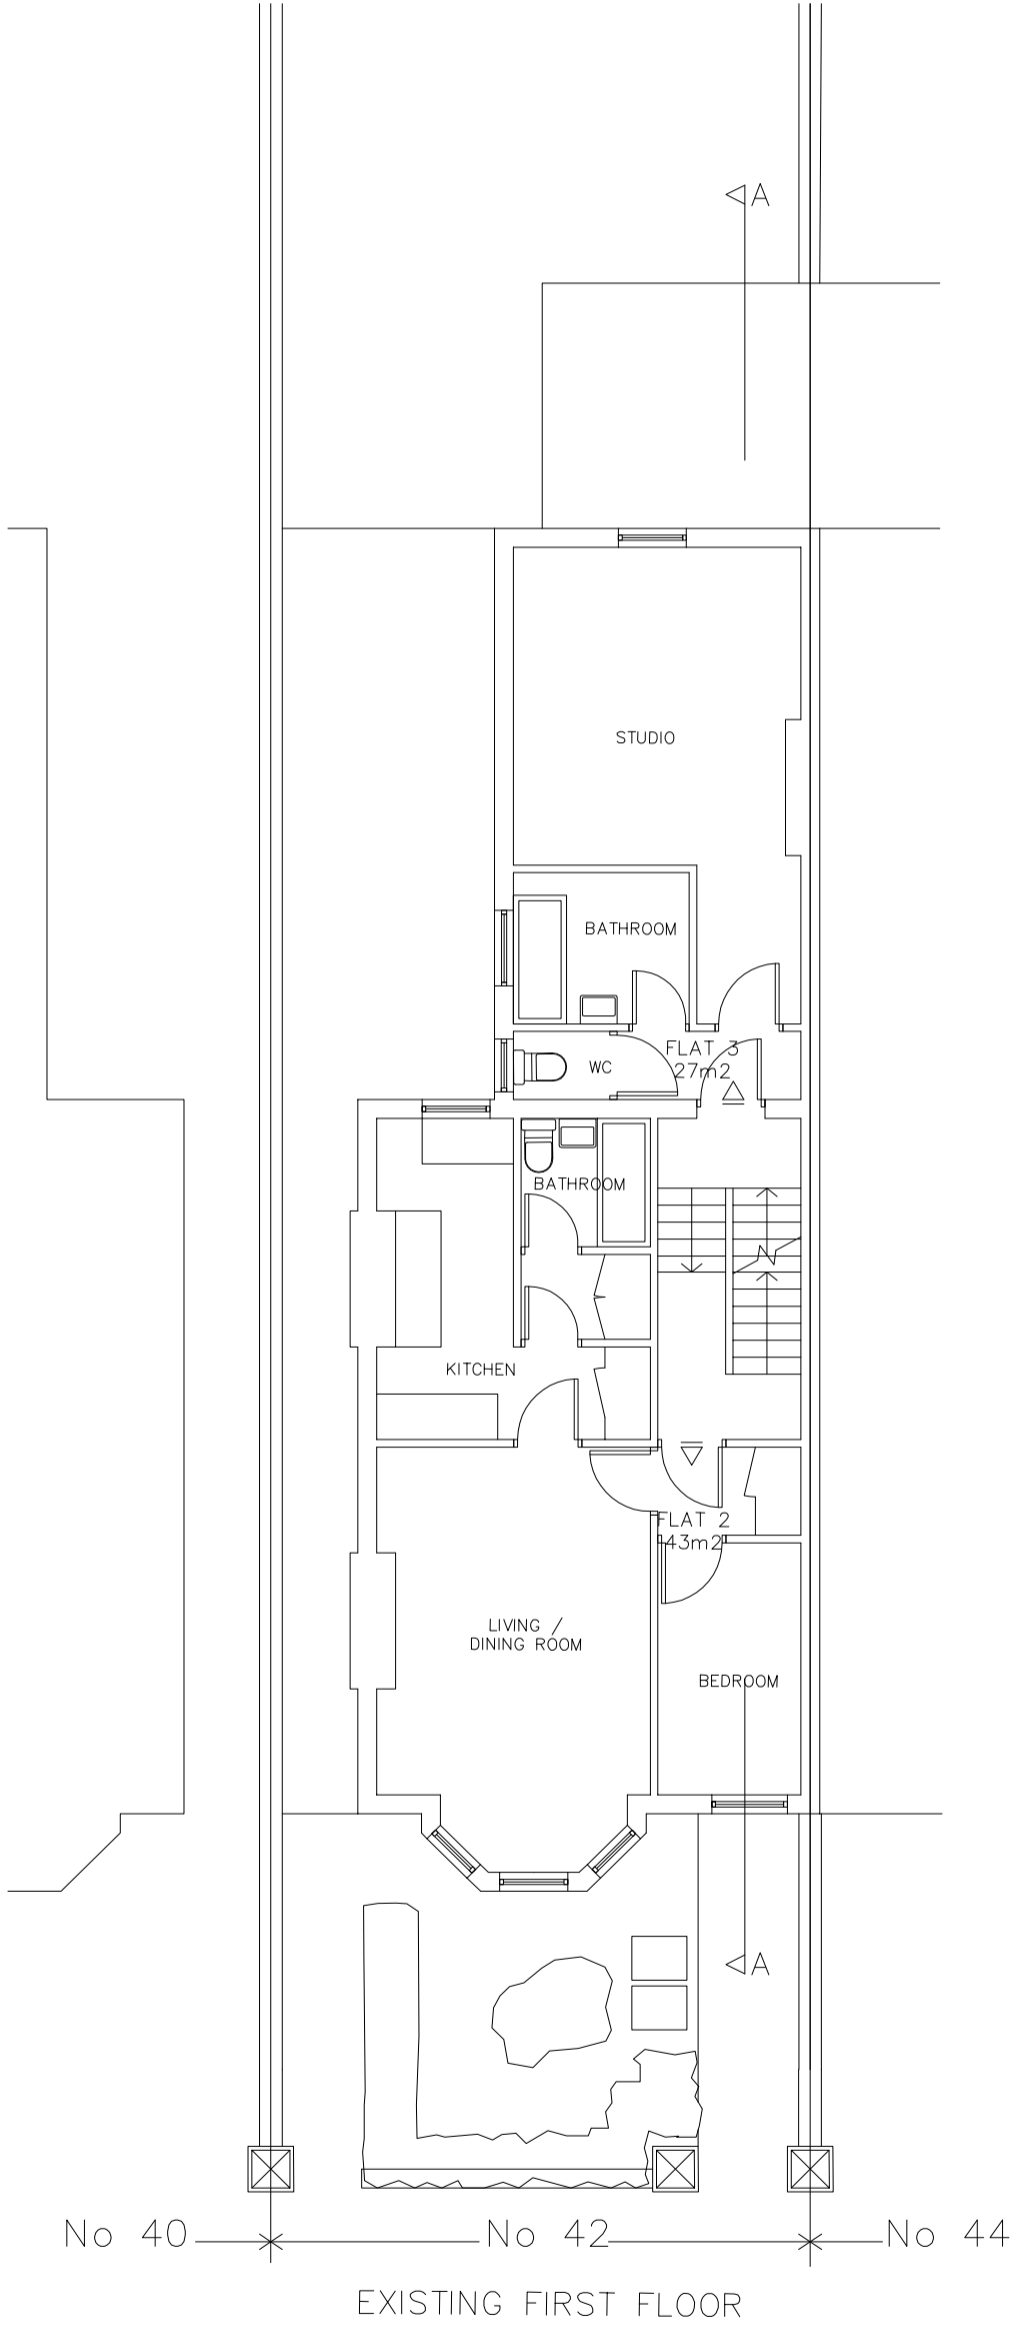 A
STUDIO
BATHROOM
WC
FLAT 3
27m2
BATHROOM
KITCHEN
FLAT 2
43m2
LIVING /
DINING ROOM
BEDROOM
A
No 40
No 42
No 44
EXISTING FIRST FLOOR